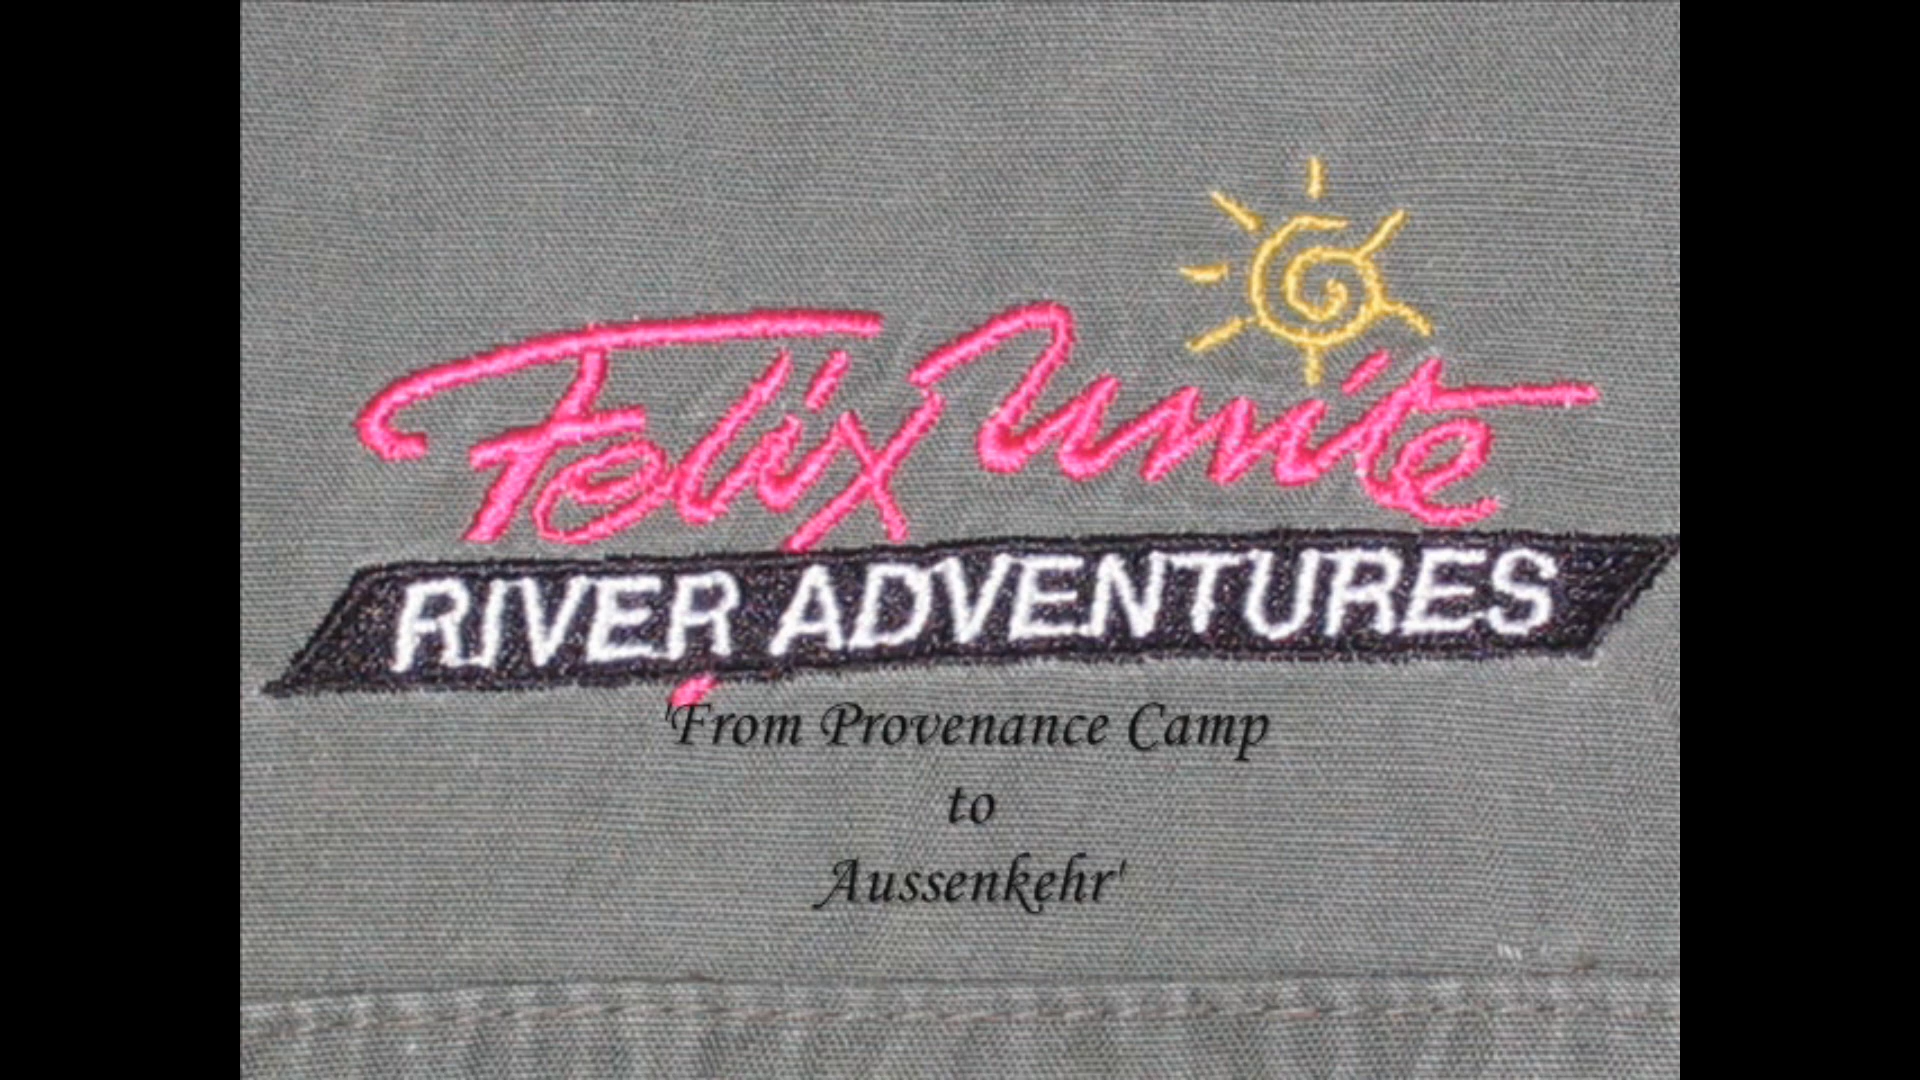 Felix Unite
RIVER ADVENTURES
'From Provenance Camp
to
Aussenkehr'